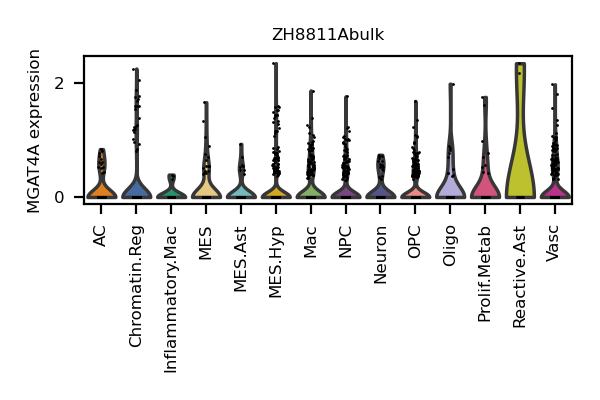 ZH8811Abulk
MGAT4A expression
2
0
AC
Chromatin.Reg
Inflammatory.Mac
MES
MES.Ast
MES.Hyp
Mac
NPC
Neuron
OPC
Oligo
Prolif.Metab
Reactive.Ast
Vasc